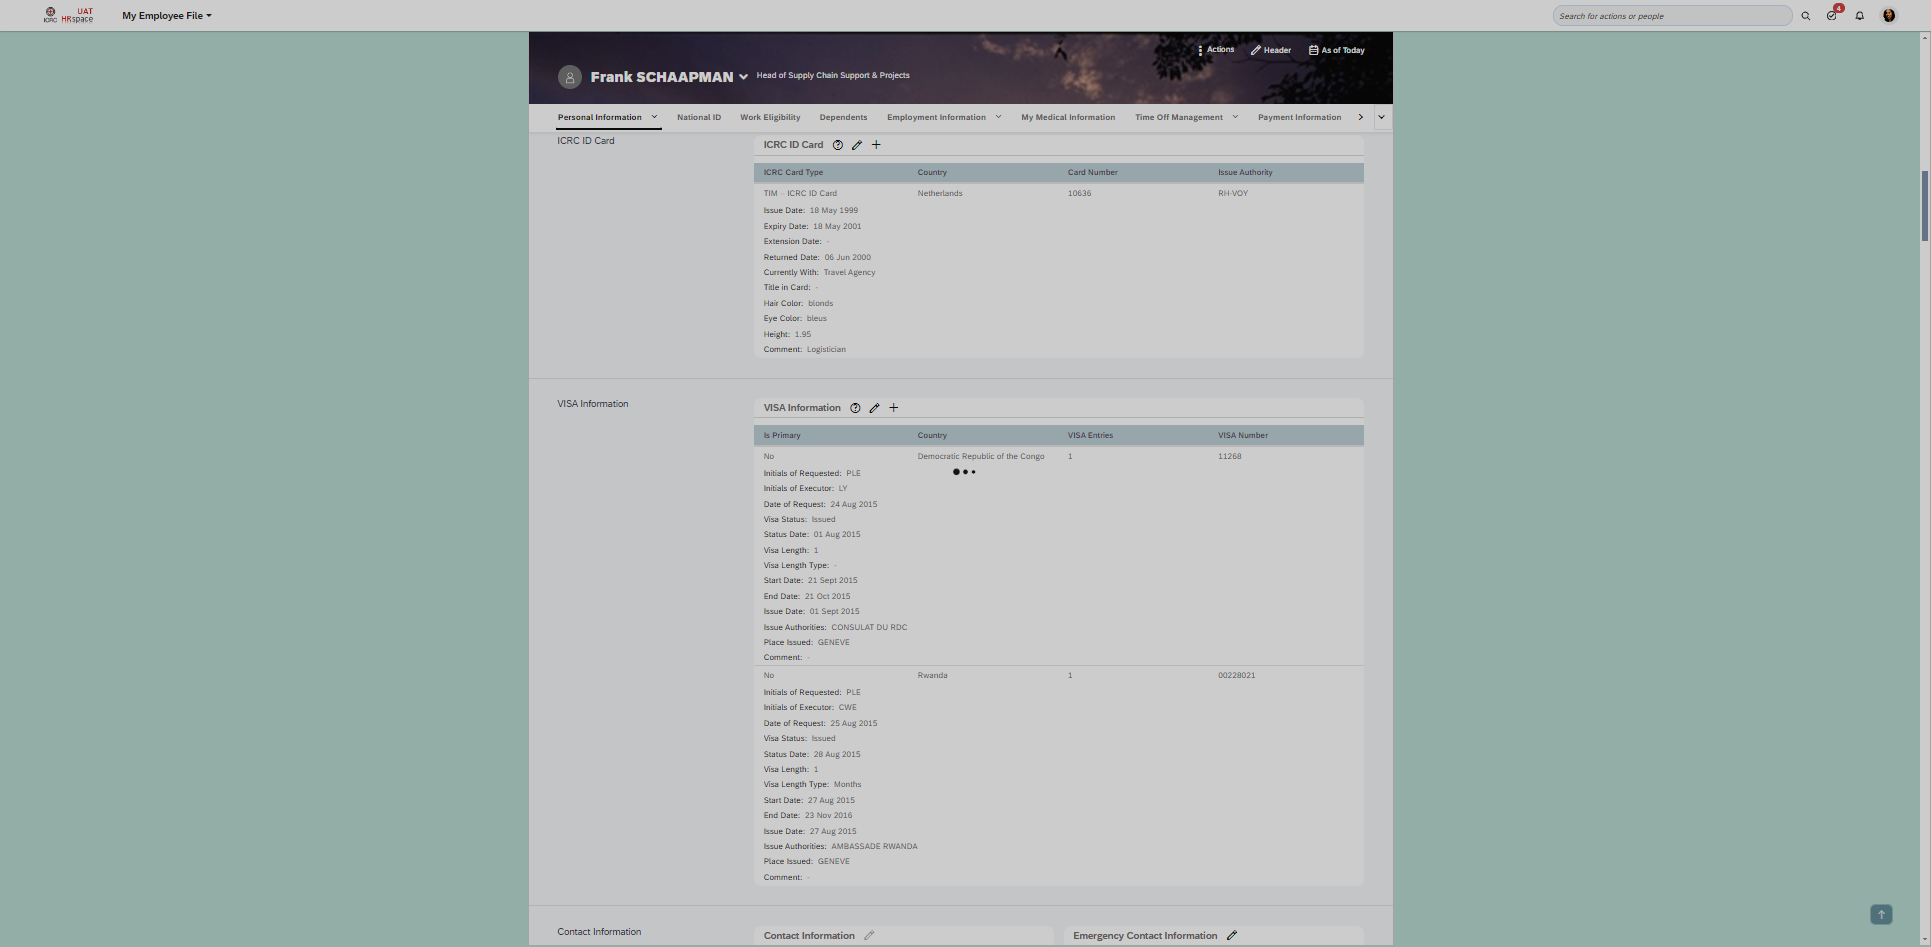 ICRC UAT HRspace My Employee File Search for actions or people 4
Actions Header As of Today
Frank SCHAAPMAN Head of Supply Chain Support & Projects
Personal Information National ID Work Eligibility Dependents Employment Information My Medical Information Time Off Management Payment Information
ICRC ID Card
ICRC ID Card
ICRC Card Type Country Card Number Issue Authority
TIM - ICRC ID Card Netherlands 10636 RH-VOY
Issue Date: 18 May 1999
Expiry Date: 18 May 2001
Extension Date: -
Returned Date: 06 Jun 2000
Currently With: Travel Agency
Title in Card: -
Hair Color: blonds
Eye Color: bleus
Height: 1.95
Comment: Logistician
VISA Information
VISA Information
Is Primary Country VISA Entries VISA Number
No Democratic Republic of the Congo 1 11268
Initials of Requested: PLE
Initials of Executor: LY
Date of Request: 24 Aug 2015
Visa Status: Issued
Status Date: 01 Aug 2015
Visa Length: 1
Visa Length Type: -
Start Date: 21 Sept 2015
End Date: 21 Oct 2015
Issue Date: 01 Sept 2015
Issue Authorities: CONSULAT DU RDC
Place Issued: GENEVE
Comment: -
No Rwanda 1 00228021
Initials of Requested: PLE
Initials of Executor: CWE
Date of Request: 25 Aug 2015
Visa Status: Issued
Status Date: 28 Aug 2015
Visa Length: 1
Visa Length Type: Months
Start Date: 27 Aug 2015
End Date: 23 Nov 2016
Issue Date: 27 Aug 2015
Issue Authorities: AMBASSADE RWANDA
Place Issued: GENEVE
Comment: -
Contact Information
Contact Information Emergency Contact Information